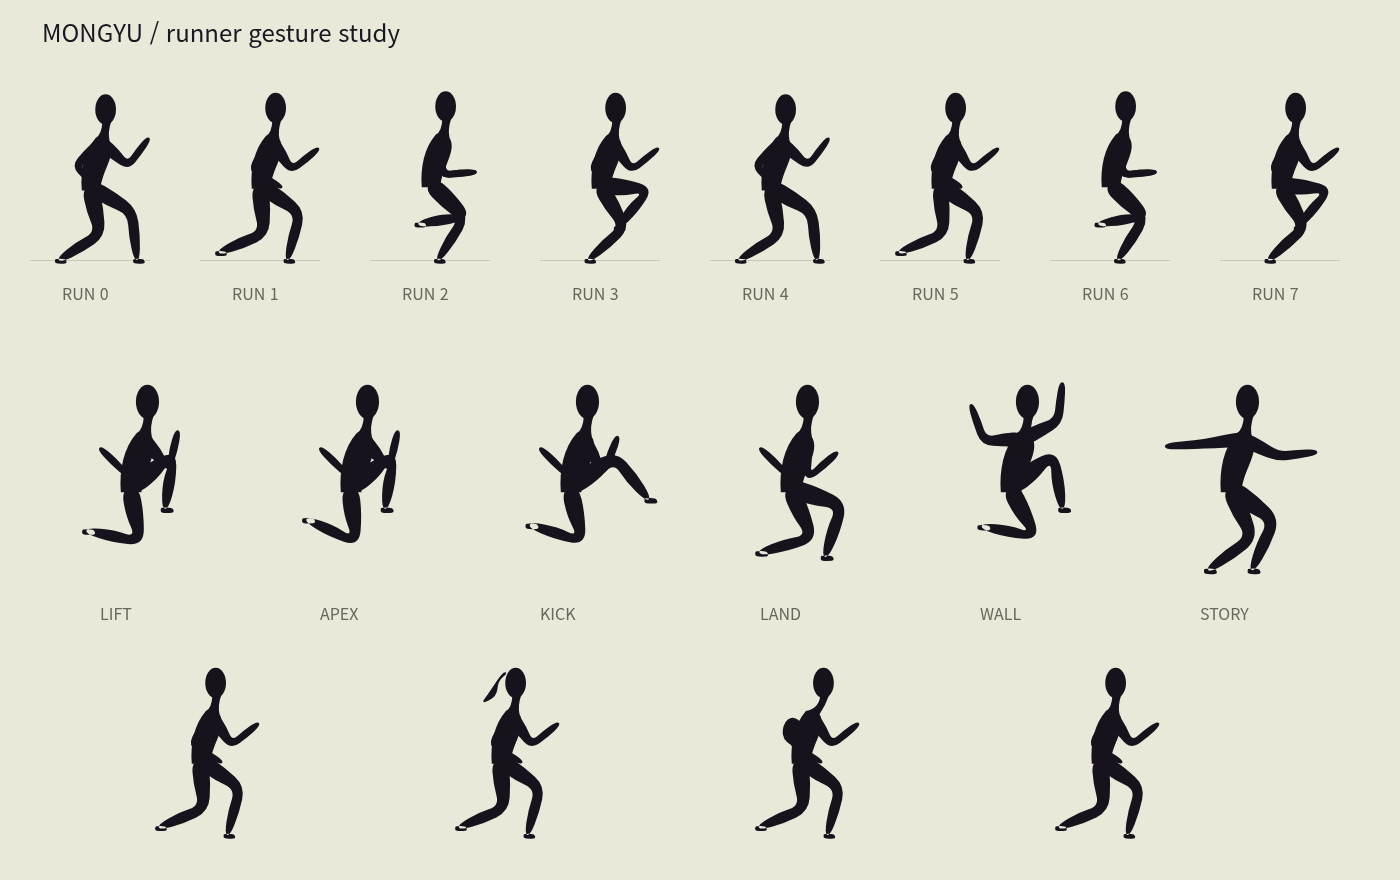 MONGYU / runner gesture study
RUN 0
RUN 1
RUN 2
RUN 3
RUN 4
RUN 5
RUN 6
RUN 7
LIFT
APEX
KICK
LAND
WALL
STORY